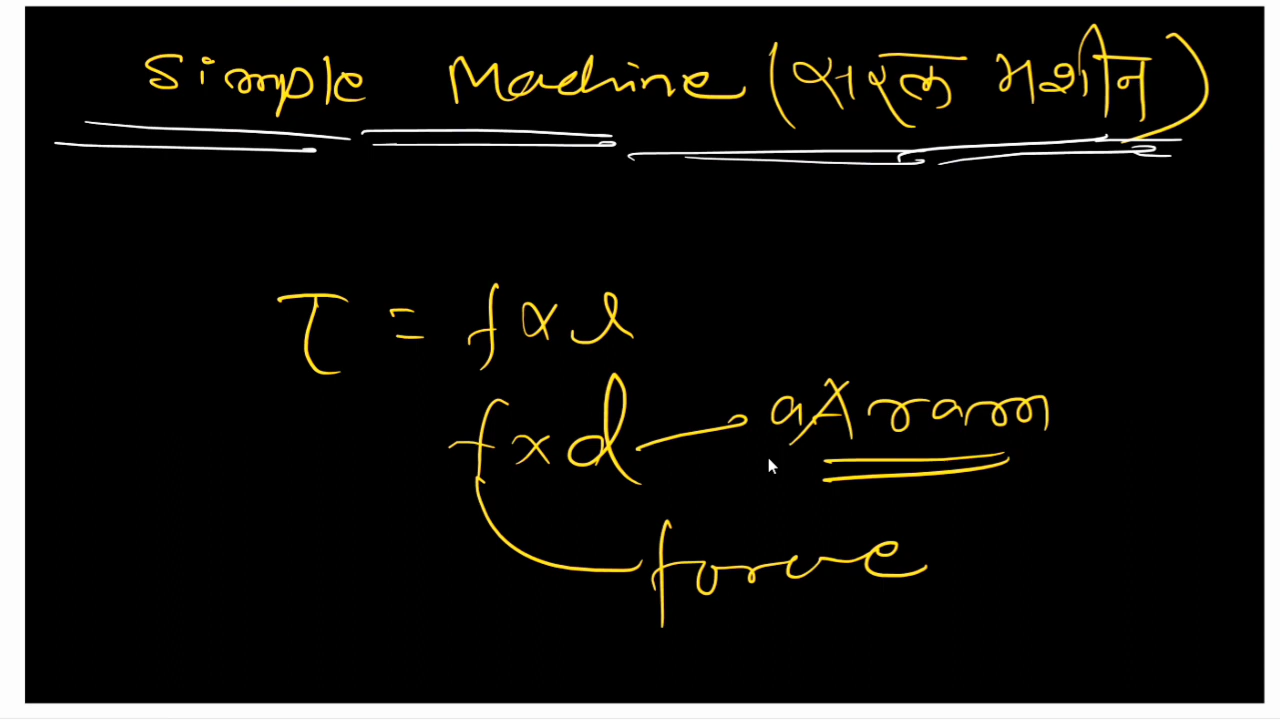 Simple Machine (सरल मशीन)
τ = f x r
f x d aAram
force